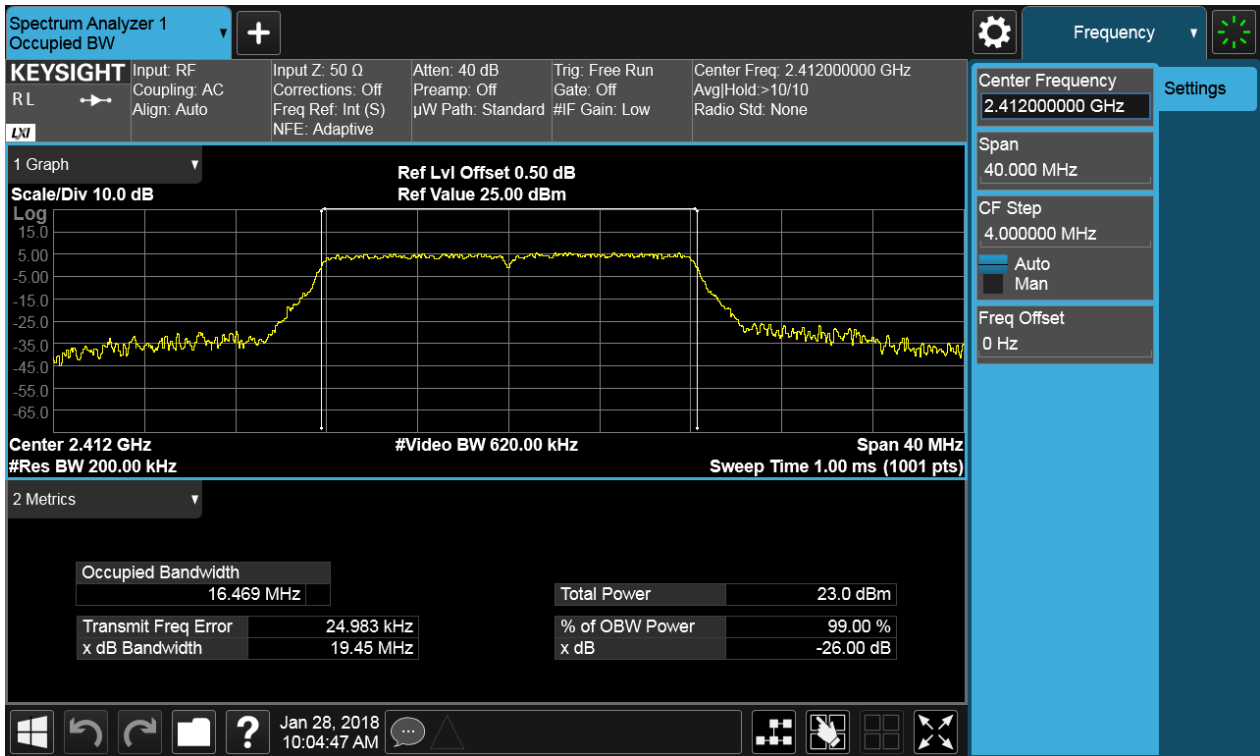 Spectrum Analyzer 1
Occupied BW
+
Frequency
KEYSIGHT
R L
LXI
Input: RF
Coupling: AC
Align: Auto
Input Z: 50 Ω
Corrections: Off
Freq Ref: Int (S)
NFE: Adaptive
Atten: 40 dB
Preamp: Off
µW Path: Standard
Trig: Free Run
Gate: Off
#IF Gain: Low
Center Freq: 2.412000000 GHz
Avg|Hold:>10/10
Radio Std: None
Center Frequency
2.412000000 GHz
Settings
Span
40.000 MHz
CF Step
4.000000 MHz
Auto
Man
Freq Offset
0 Hz
1 Graph
Scale/Div 10.0 dB
Ref Lvl Offset 0.50 dB
Ref Value 25.00 dBm
Log
15.0
5.00
-5.00
-15.0
-25.0
-35.0
-45.0
-55.0
-65.0
Center 2.412 GHz
#Video BW 620.00 kHz
Span 40 MHz
#Res BW 200.00 kHz
Sweep Time 1.00 ms (1001 pts)
2 Metrics
Occupied Bandwidth
16.469 MHz
Total Power 23.0 dBm
Transmit Freq Error 24.983 kHz
% of OBW Power 99.00 %
x dB Bandwidth 19.45 MHz
x dB -26.00 dB
?
Jan 28, 2018
10:04:47 AM